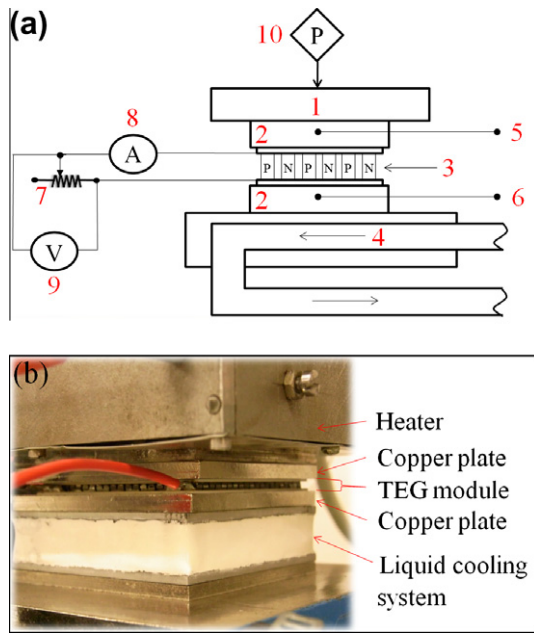 (a)
10
P
1
8
2
5
A
P N P N P N
3
7
2
6
4
V
9
(b)
Heater
Copper plate
TEG module
Copper plate
Liquid cooling
system